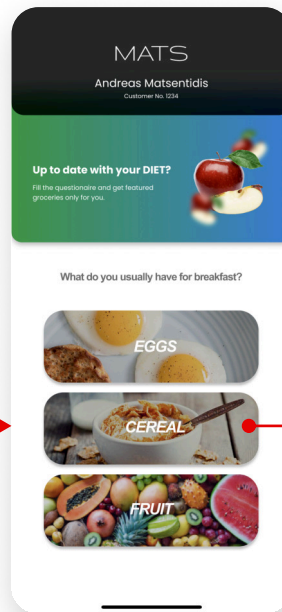 MATS
Andreas Matsentidis
Customer No. 1234
Up to date with your DIET?
Fill the questionaire and get featured
groceries only for you.
What do you usually have for breakfast?
EGGS
CEREAL
FRUIT